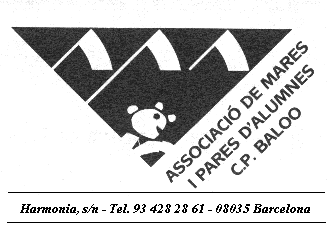 ASSOCIACIÓ DE MARES
I PARES D'ALUMNES
C.P. BALOO
Harmonia, s/n - Tel. 93 428 28 61 - 08035 Barcelona